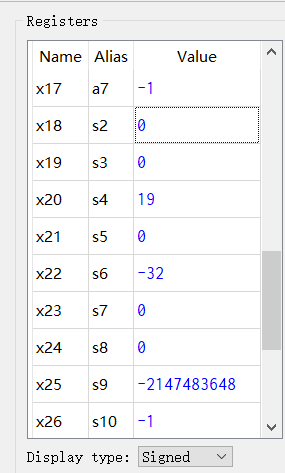 Registers
Name Alias Value
x17 a7 -1
x18 s2 0
x19 s3 0
x20 s4 19
x21 s5 0
x22 s6 -32
x23 s7 0
x24 s8 0
x25 s9 -2147483648
x26 s10 -1
Display type: Signed